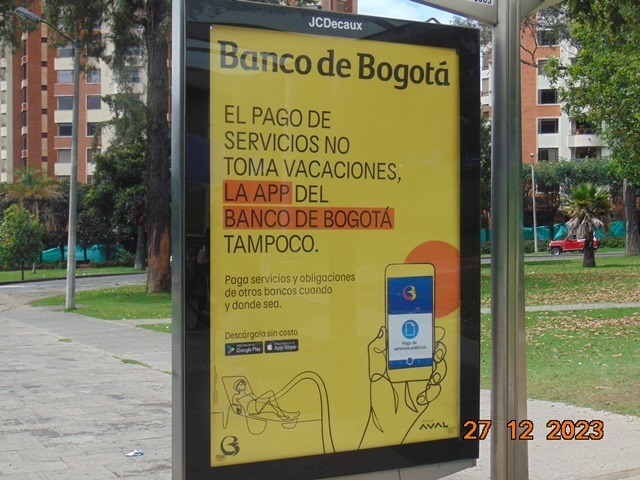 JCDecaux
Banco de Bogotá
EL PAGO DE
SERVICIOS NO
TOMA VACACIONES,
LA APP DEL
BANCO DE BOGOTÁ
TAMPOCO.
Paga servicios y obligaciones
de otros bancos cuando
y donde sea.
Descárgala sin costo
Google Play
App Store
Pago de
servicios públicos
AVAL
27 12 2023